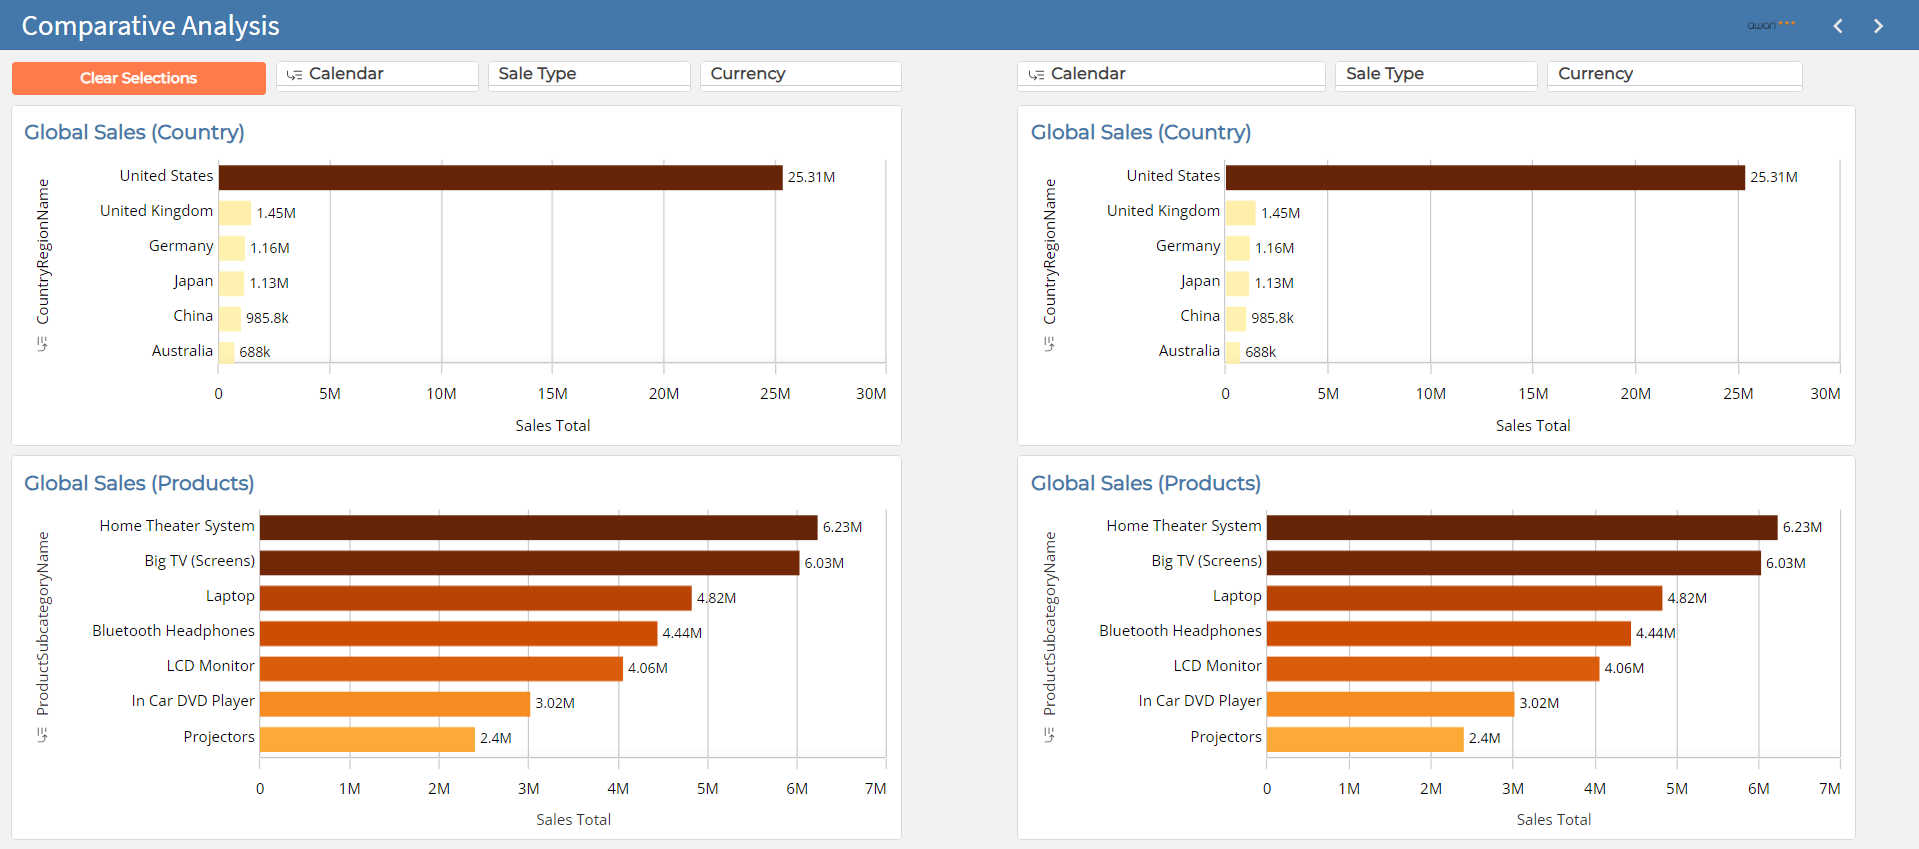 Comparative Analysis
awari
Clear Selections
Calendar
Sale Type
Currency
Calendar
Sale Type
Currency
Global Sales (Country)
CountryRegionName
United States
25.31M
United Kingdom
1.45M
Germany
1.16M
Japan
1.13M
China
985.8k
Australia
688k
0 5M 10M 15M 20M 25M 30M
Sales Total
Global Sales (Country)
CountryRegionName
United States
25.31M
United Kingdom
1.45M
Germany
1.16M
Japan
1.13M
China
985.8k
Australia
688k
0 5M 10M 15M 20M 25M 30M
Sales Total
Global Sales (Products)
ProductSubcategoryName
Home Theater System
6.23M
Big TV (Screens)
6.03M
Laptop
4.82M
Bluetooth Headphones
4.44M
LCD Monitor
4.06M
In Car DVD Player
3.02M
Projectors
2.4M
0 1M 2M 3M 4M 5M 6M 7M
Sales Total
Global Sales (Products)
ProductSubcategoryName
Home Theater System
6.23M
Big TV (Screens)
6.03M
Laptop
4.82M
Bluetooth Headphones
4.44M
LCD Monitor
4.06M
In Car DVD Player
3.02M
Projectors
2.4M
0 1M 2M 3M 4M 5M 6M 7M
Sales Total